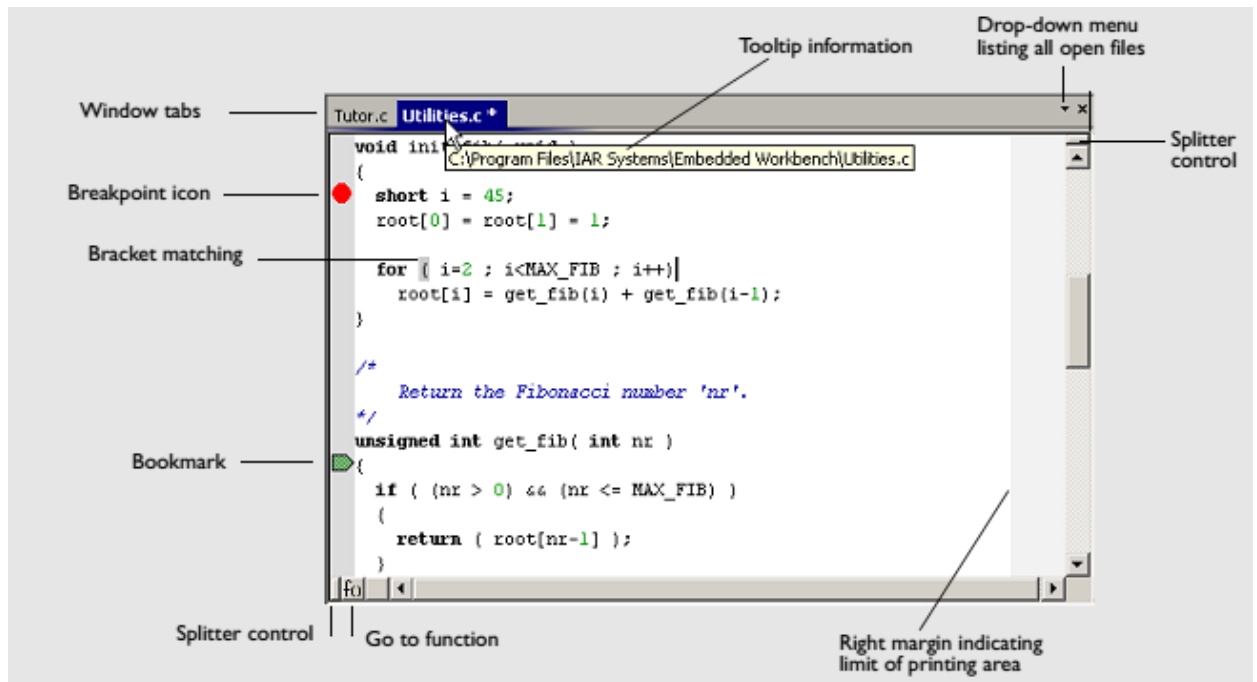 Drop-down menu
listing all open files
Tooltip information
Window tabs
Tutor.c Utilities.c *
Splitter
control
void init
C:\Program Files\IAR Systems\Embedded Workbench\Utilities.c
{
Breakpoint icon
short i = 45;
root[0] = root[1] = 1;
Bracket matching
for ( i=2 ; i<MAX_FIB ; i++)
root[i] = get_fib(i) + get_fib(i-1);
}
/*
Return the Fibonacci number 'nr'.
*/
unsigned int get_fib( int nr )
Bookmark
{
if ( (nr > 0) && (nr <= MAX_FIB) )
{
return ( root[nr-1] );
}
fo
Splitter control
Go to function
Right margin indicating
limit of printing area